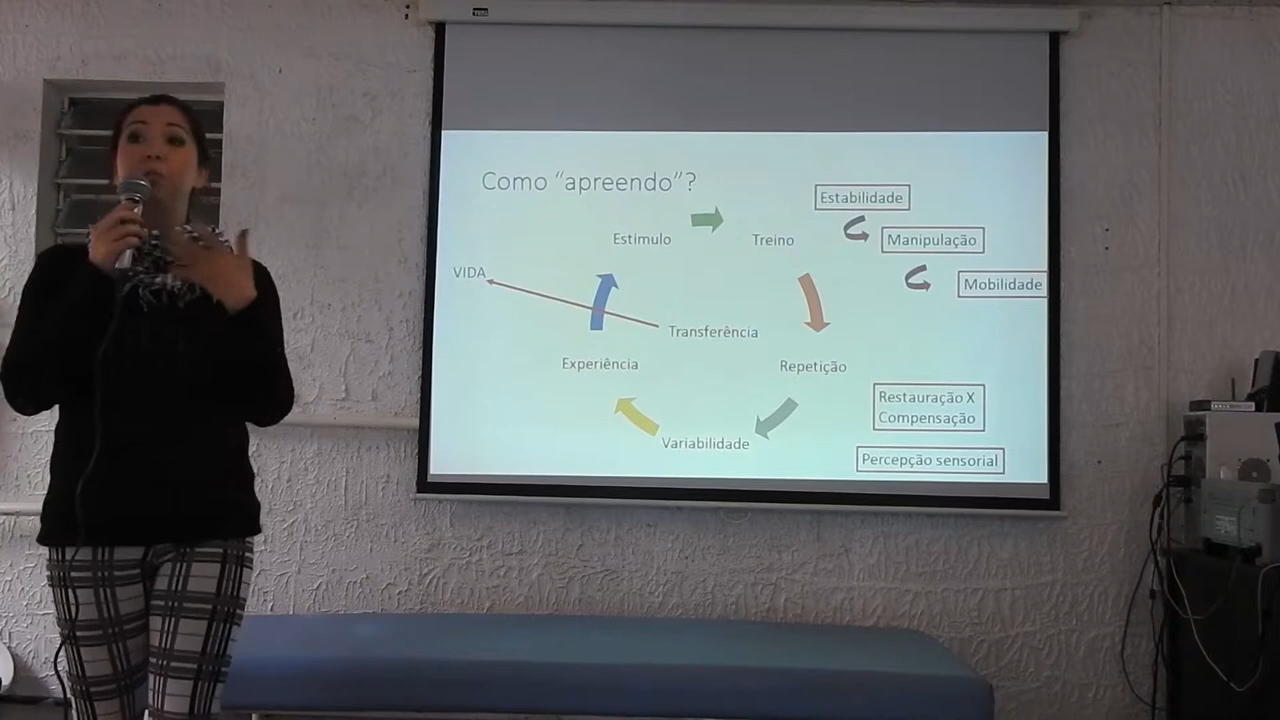 Como “apreendo”?
Estabilidade
Estimulo
Treino
Manipulação
VIDA
Mobilidade
Transferência
Experiência
Repetição
Restauração X
Compensação
Variabilidade
Percepção sensorial